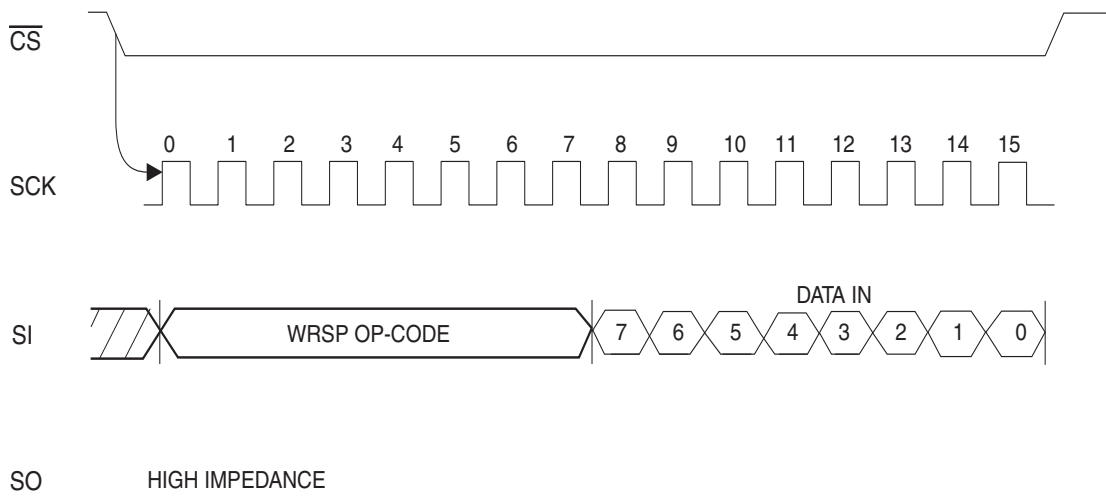 CS
0 1 2 3 4 5 6 7 8 9 10 11 12 13 14 15
SCK
DATA IN
SI WRSP OP-CODE 7 6 5 4 3 2 1 0
SO HIGH IMPEDANCE